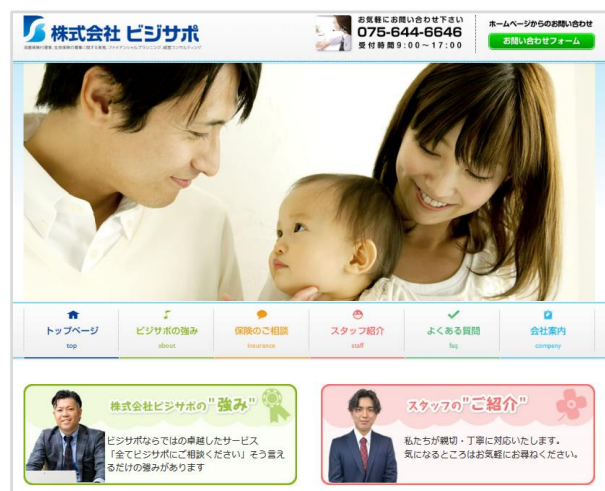 株式会社 ビジサポ
お気軽にお問い合わせ下さい
075-644-6646
受付時間9:00～17:00
ホームページからのお問い合わせ
お問い合わせフォーム
トップページ
ビジサポの強み
保険のご相談
スタッフ紹介
よくある質問
会社案内
top
about
insurance
staff
faq
company
株式会社ビジサポの"強み"
ビジサポならではの卓越したサービス
「全てビジサポにご相談ください」そう言え
るだけの強みがあります
スタッフの"ご紹介"
私たちが親切・丁寧に対応いたします。
気になるところはお気軽にお尋ねください。